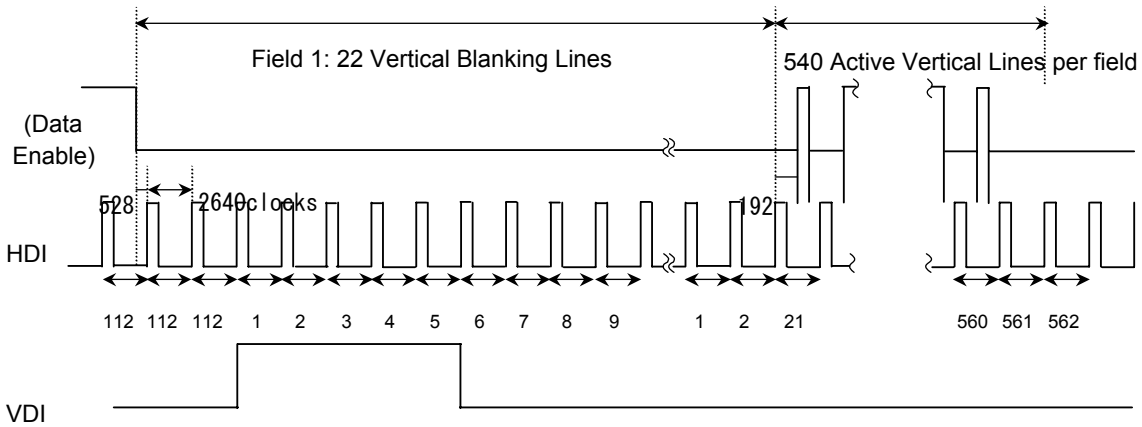 Field 1: 22 Vertical Blanking Lines
540 Active Vertical Lines per field
(Data
Enable)
528
2640clocks
192
HDI
112 112 112 1 2 3 4 5 6 7 8 9 1 2 21 560 561 562
VDI